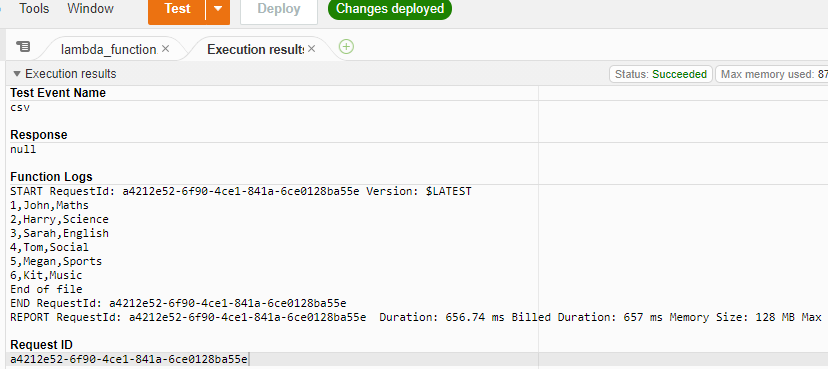 Tools Window Test Deploy Changes deployed
lambda_function Execution results
Execution results Status: Succeeded Max memory used: 87
Test Event Name
csv
Response
null
Function Logs
START RequestId: a4212e52-6f90-4ce1-841a-6ce0128ba55e Version: $LATEST
1,John,Maths
2,Harry,Science
3,Sarah,English
4,Tom,Social
5,Megan,Sports
6,Kit,Music
End of file
END RequestId: a4212e52-6f90-4ce1-841a-6ce0128ba55e
REPORT RequestId: a4212e52-6f90-4ce1-841a-6ce0128ba55e Duration: 656.74 ms Billed Duration: 657 ms Memory Size: 128 MB Max
Request ID
a4212e52-6f90-4ce1-841a-6ce0128ba55e